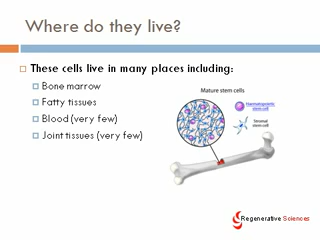 Where do they live?
These cells live in many places including:
Bone marrow
Fatty tissues
Blood (very few)
Joint tissues (very few)
Mature stem cells
Hematopoietic
stem cell
Stromal
stem cell
Regenerative Sciences